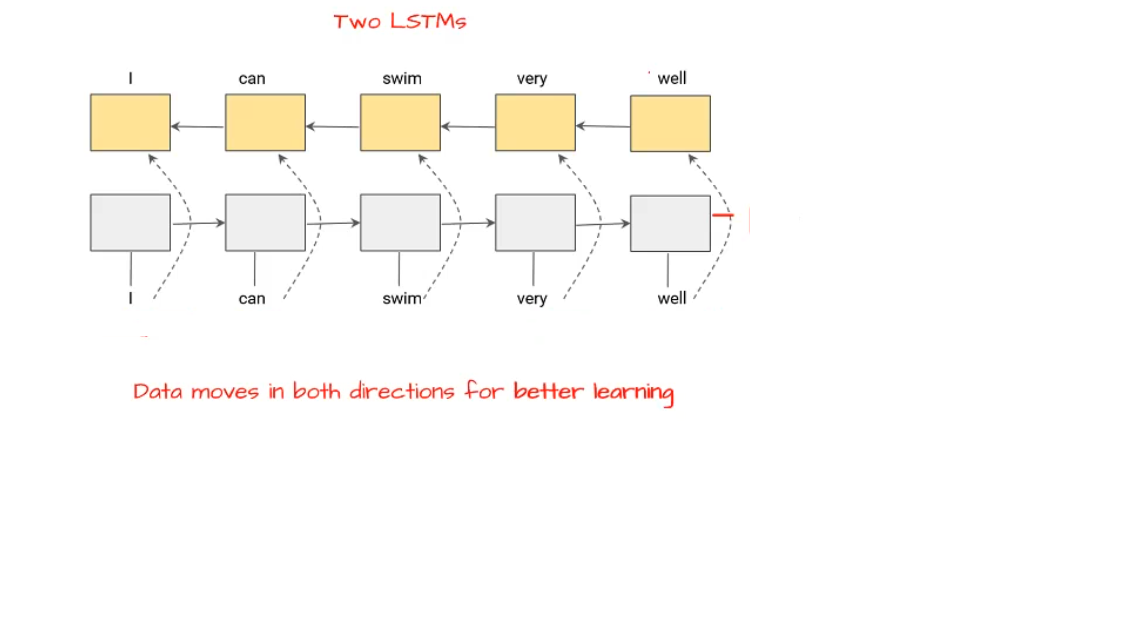 Two LSTMs
I can swim very well
I can swim very well
Data moves in both directions for better learning